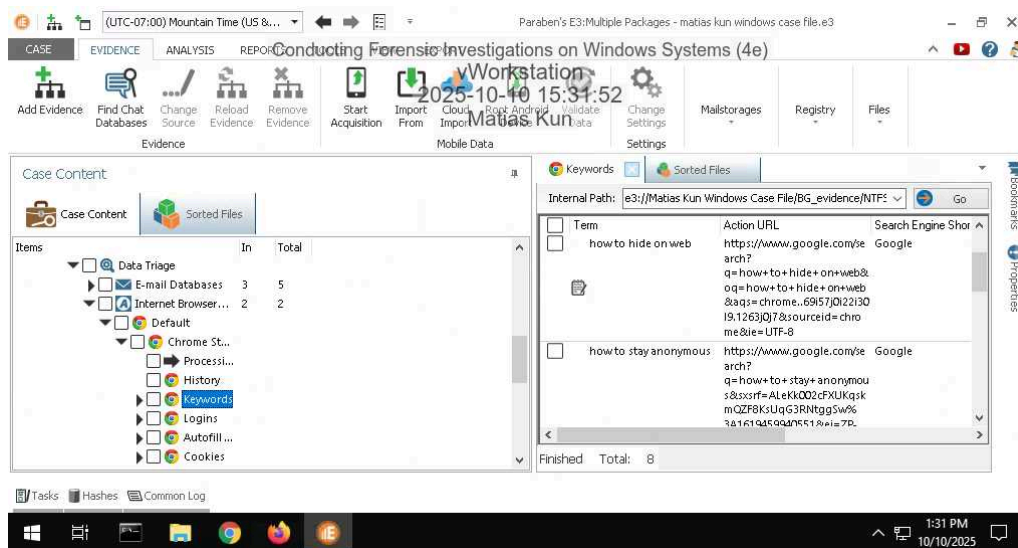 (UTC-07:00) Mountain Time (US &...
Paraben's E3:Multiple Packages - matias kun windows case file.e3
CASE EVIDENCE ANALYSIS
Conducting Forensic Investigations on Windows Systems (4e)
vWorkstation
2025-10-10 15:31:52
Matias Kun
Add Evidence
Find Chat Databases
Change Source
Reload Evidence
Remove Evidence
Start Acquisition
Import From
Cloud Import
Root Android Device
Validate Data
Change Settings
Mailstorages
Registry
Files
Evidence
Mobile Data
Settings
Case Content
Case Content
Sorted Files
Items In Total
Data Triage
E-mail Databases 3 5
Internet Browser... 2 2
Default
Chrome St...
Processi...
History
Keywords
Logins
Autofill ...
Cookies
Keywords
Sorted Files
Internal Path: e3://Matias Kun Windows Case File/BG_evidence/NTFS
Go
Term Action URL Search Engine Shor
how to hide on web
https://www.google.com/se
arch?
q=how+to+hide+on+web&
oq=how+to+hide+on+web
&aqs=chrome..69i57j0i22i30
l9.1263j0j7&sourceid=chro
me&ie=UTF-8
Google
how to stay anonymous
https://www.google.com/se
arch?
q=how+to+stay+anonymou
Google
Finished Total: 8
Bookmarks
Properties
Tasks Hashes Common Log
1:31 PM
10/10/2025